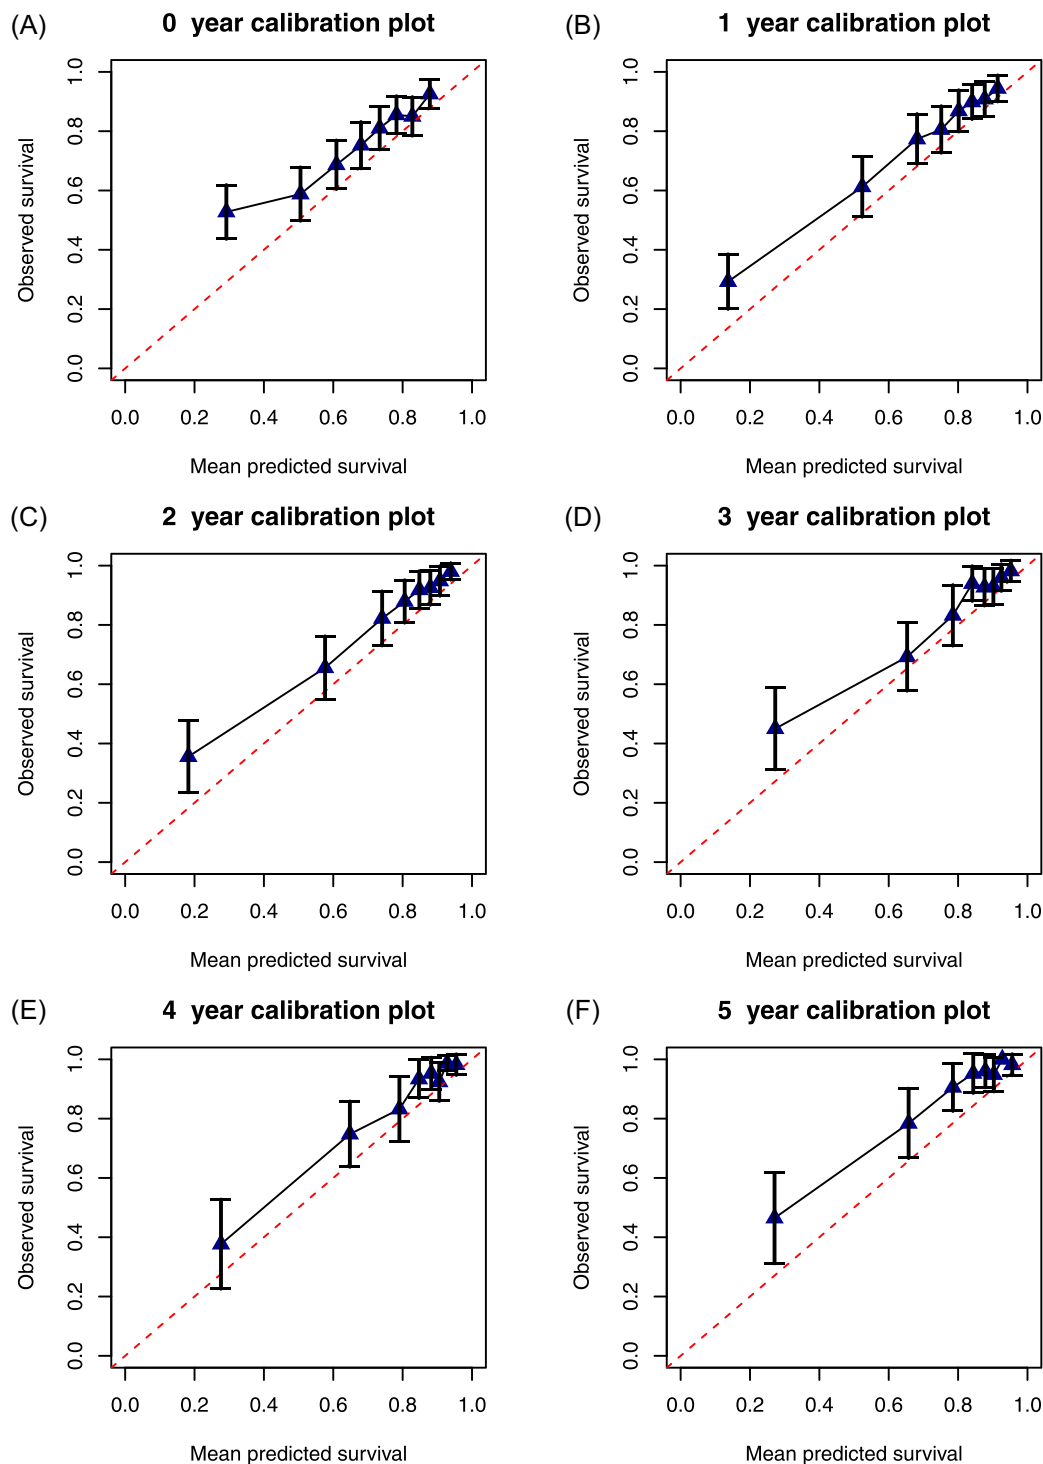 (A) 0 year calibration plot
1.0
0.8
0.6
0.4
0.2
0.0
Observed survival
0.0 0.2 0.4 0.6 0.8 1.0
Mean predicted survival
(B) 1 year calibration plot
1.0
0.8
0.6
0.4
0.2
0.0
Observed survival
0.0 0.2 0.4 0.6 0.8 1.0
Mean predicted survival
(C) 2 year calibration plot
1.0
0.8
0.6
0.4
0.2
0.0
Observed survival
0.0 0.2 0.4 0.6 0.8 1.0
Mean predicted survival
(D) 3 year calibration plot
1.0
0.8
0.6
0.4
0.2
0.0
Observed survival
0.0 0.2 0.4 0.6 0.8 1.0
Mean predicted survival
(E) 4 year calibration plot
1.0
0.8
0.6
0.4
0.2
0.0
Observed survival
0.0 0.2 0.4 0.6 0.8 1.0
Mean predicted survival
(F) 5 year calibration plot
1.0
0.8
0.6
0.4
0.2
0.0
Observed survival
0.0 0.2 0.4 0.6 0.8 1.0
Mean predicted survival